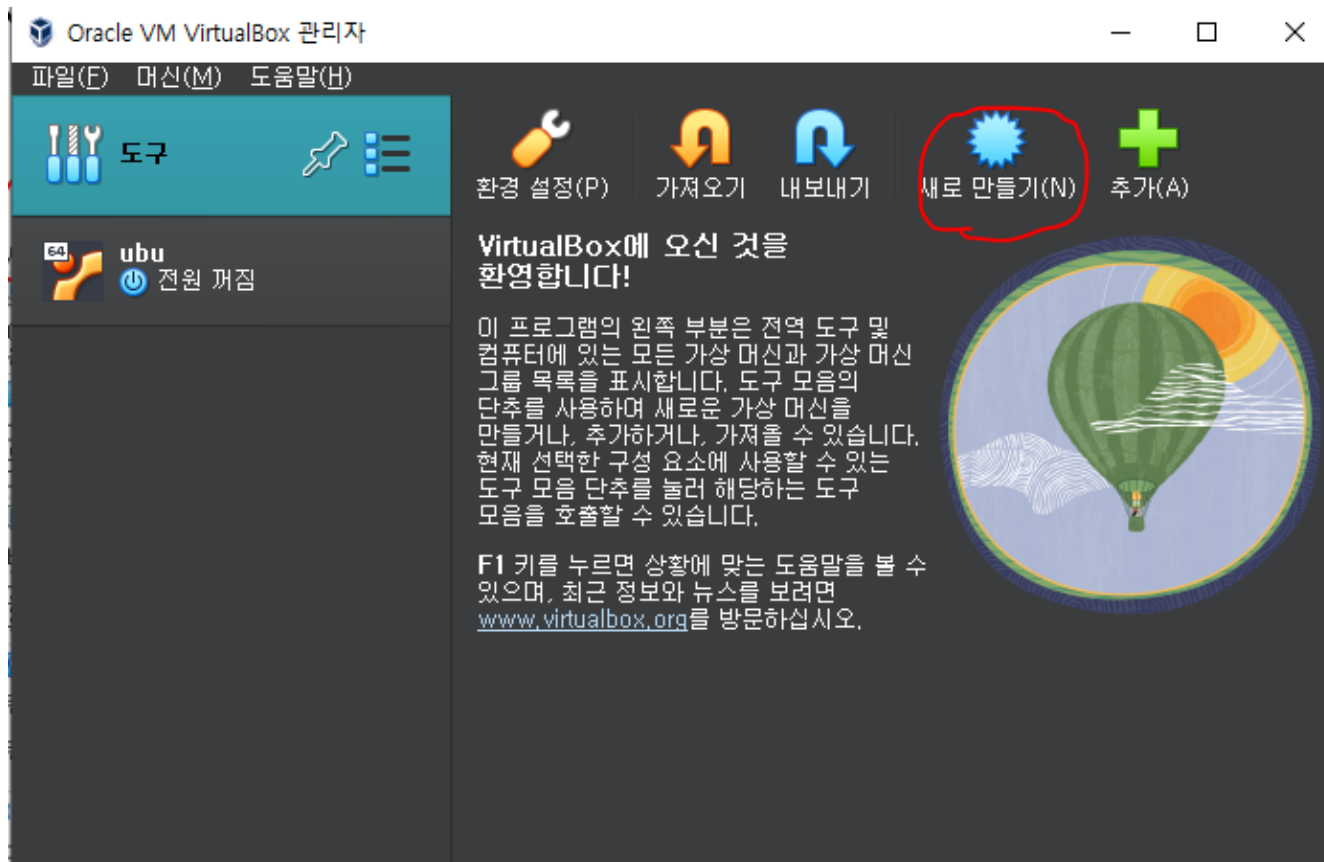 Oracle VM VirtualBox 관리자
파일(F) 머신(M) 도움말(H)
도구
환경 설정(P) 가져오기 내보내기 새로 만들기(N) 추가(A)
64
ubu
전원 꺼짐
VirtualBox에 오신 것을
환영합니다!
이 프로그램의 왼쪽 부분은 전역 도구 및
컴퓨터에 있는 모든 가상 머신과 가상 머신
그룹 목록을 표시합니다. 도구 모음의
단추를 사용하여 새로운 가상 머신을
만들거나, 추가하거나, 가져올 수 있습니다.
현재 선택한 구성 요소에 사용할 수 있는
도구 모음 단추를 눌러 해당하는 도구
모음을 호출할 수 있습니다.
F1 키를 누르면 상황에 맞는 도움말을 볼 수
있으며, 최근 정보와 뉴스를 보려면
www.virtualbox.org를 방문하십시오.